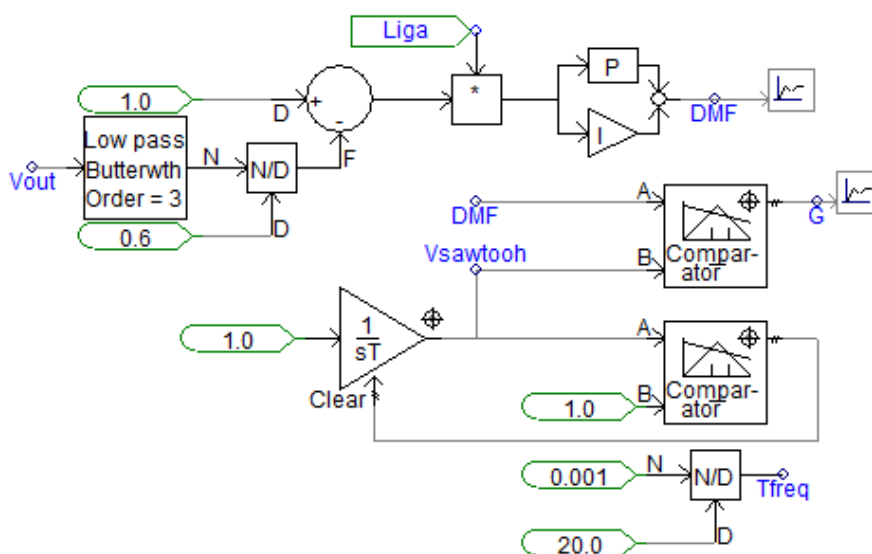 Liga
1.0
D
+
-
F
*
P
I
DMF
Low pass
Butterwth
Order = 3
Vout
N
N/D
D
0.6
DMF
A
B
Compar-
ator
G
Vsawtooh
1.0
1
sT
Clear
A
B
Compar-
ator
1.0
0.001
N
N/D
Tfreq
D
20.0